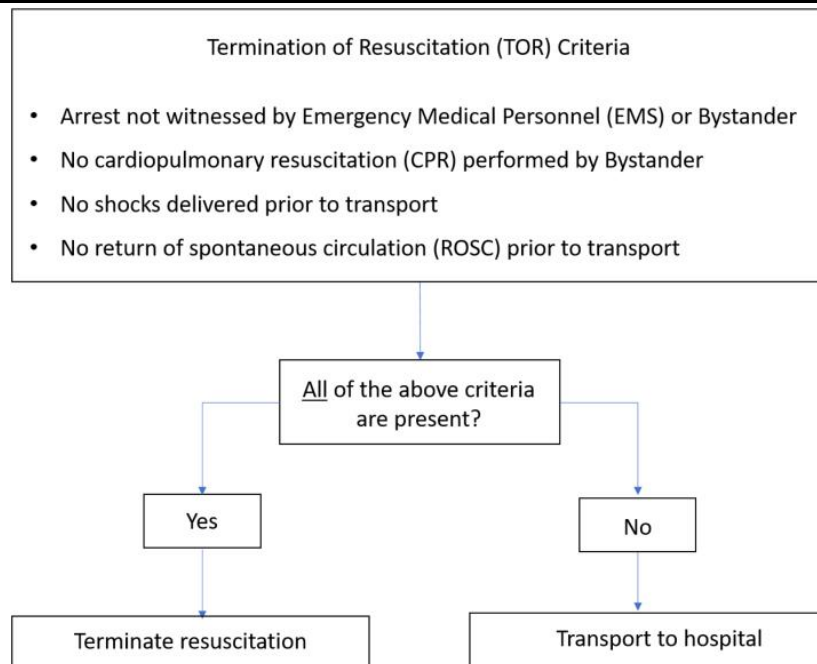 Termination of Resuscitation (TOR) Criteria
• Arrest not witnessed by Emergency Medical Personnel (EMS) or Bystander
• No cardiopulmonary resuscitation (CPR) performed by Bystander
• No shocks delivered prior to transport
• No return of spontaneous circulation (ROSC) prior to transport
All of the above criteria
are present?
Yes
No
Terminate resuscitation
Transport to hospital